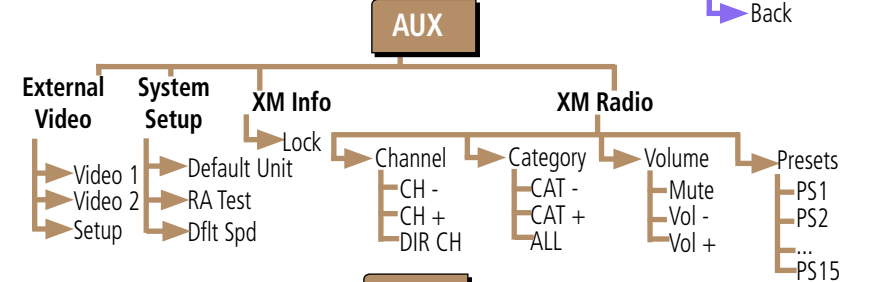 Back
AUX
External Video
System Setup
XM Info
XM Radio
Video 1
Video 2
Setup
Default Unit
RA Test
Dflt Spd
Lock
Channel
CH -
CH +
DIR CH
Category
CAT -
CAT +
ALL
Volume
Mute
Vol -
Vol +
Presets
PS1
PS2
...
PS15